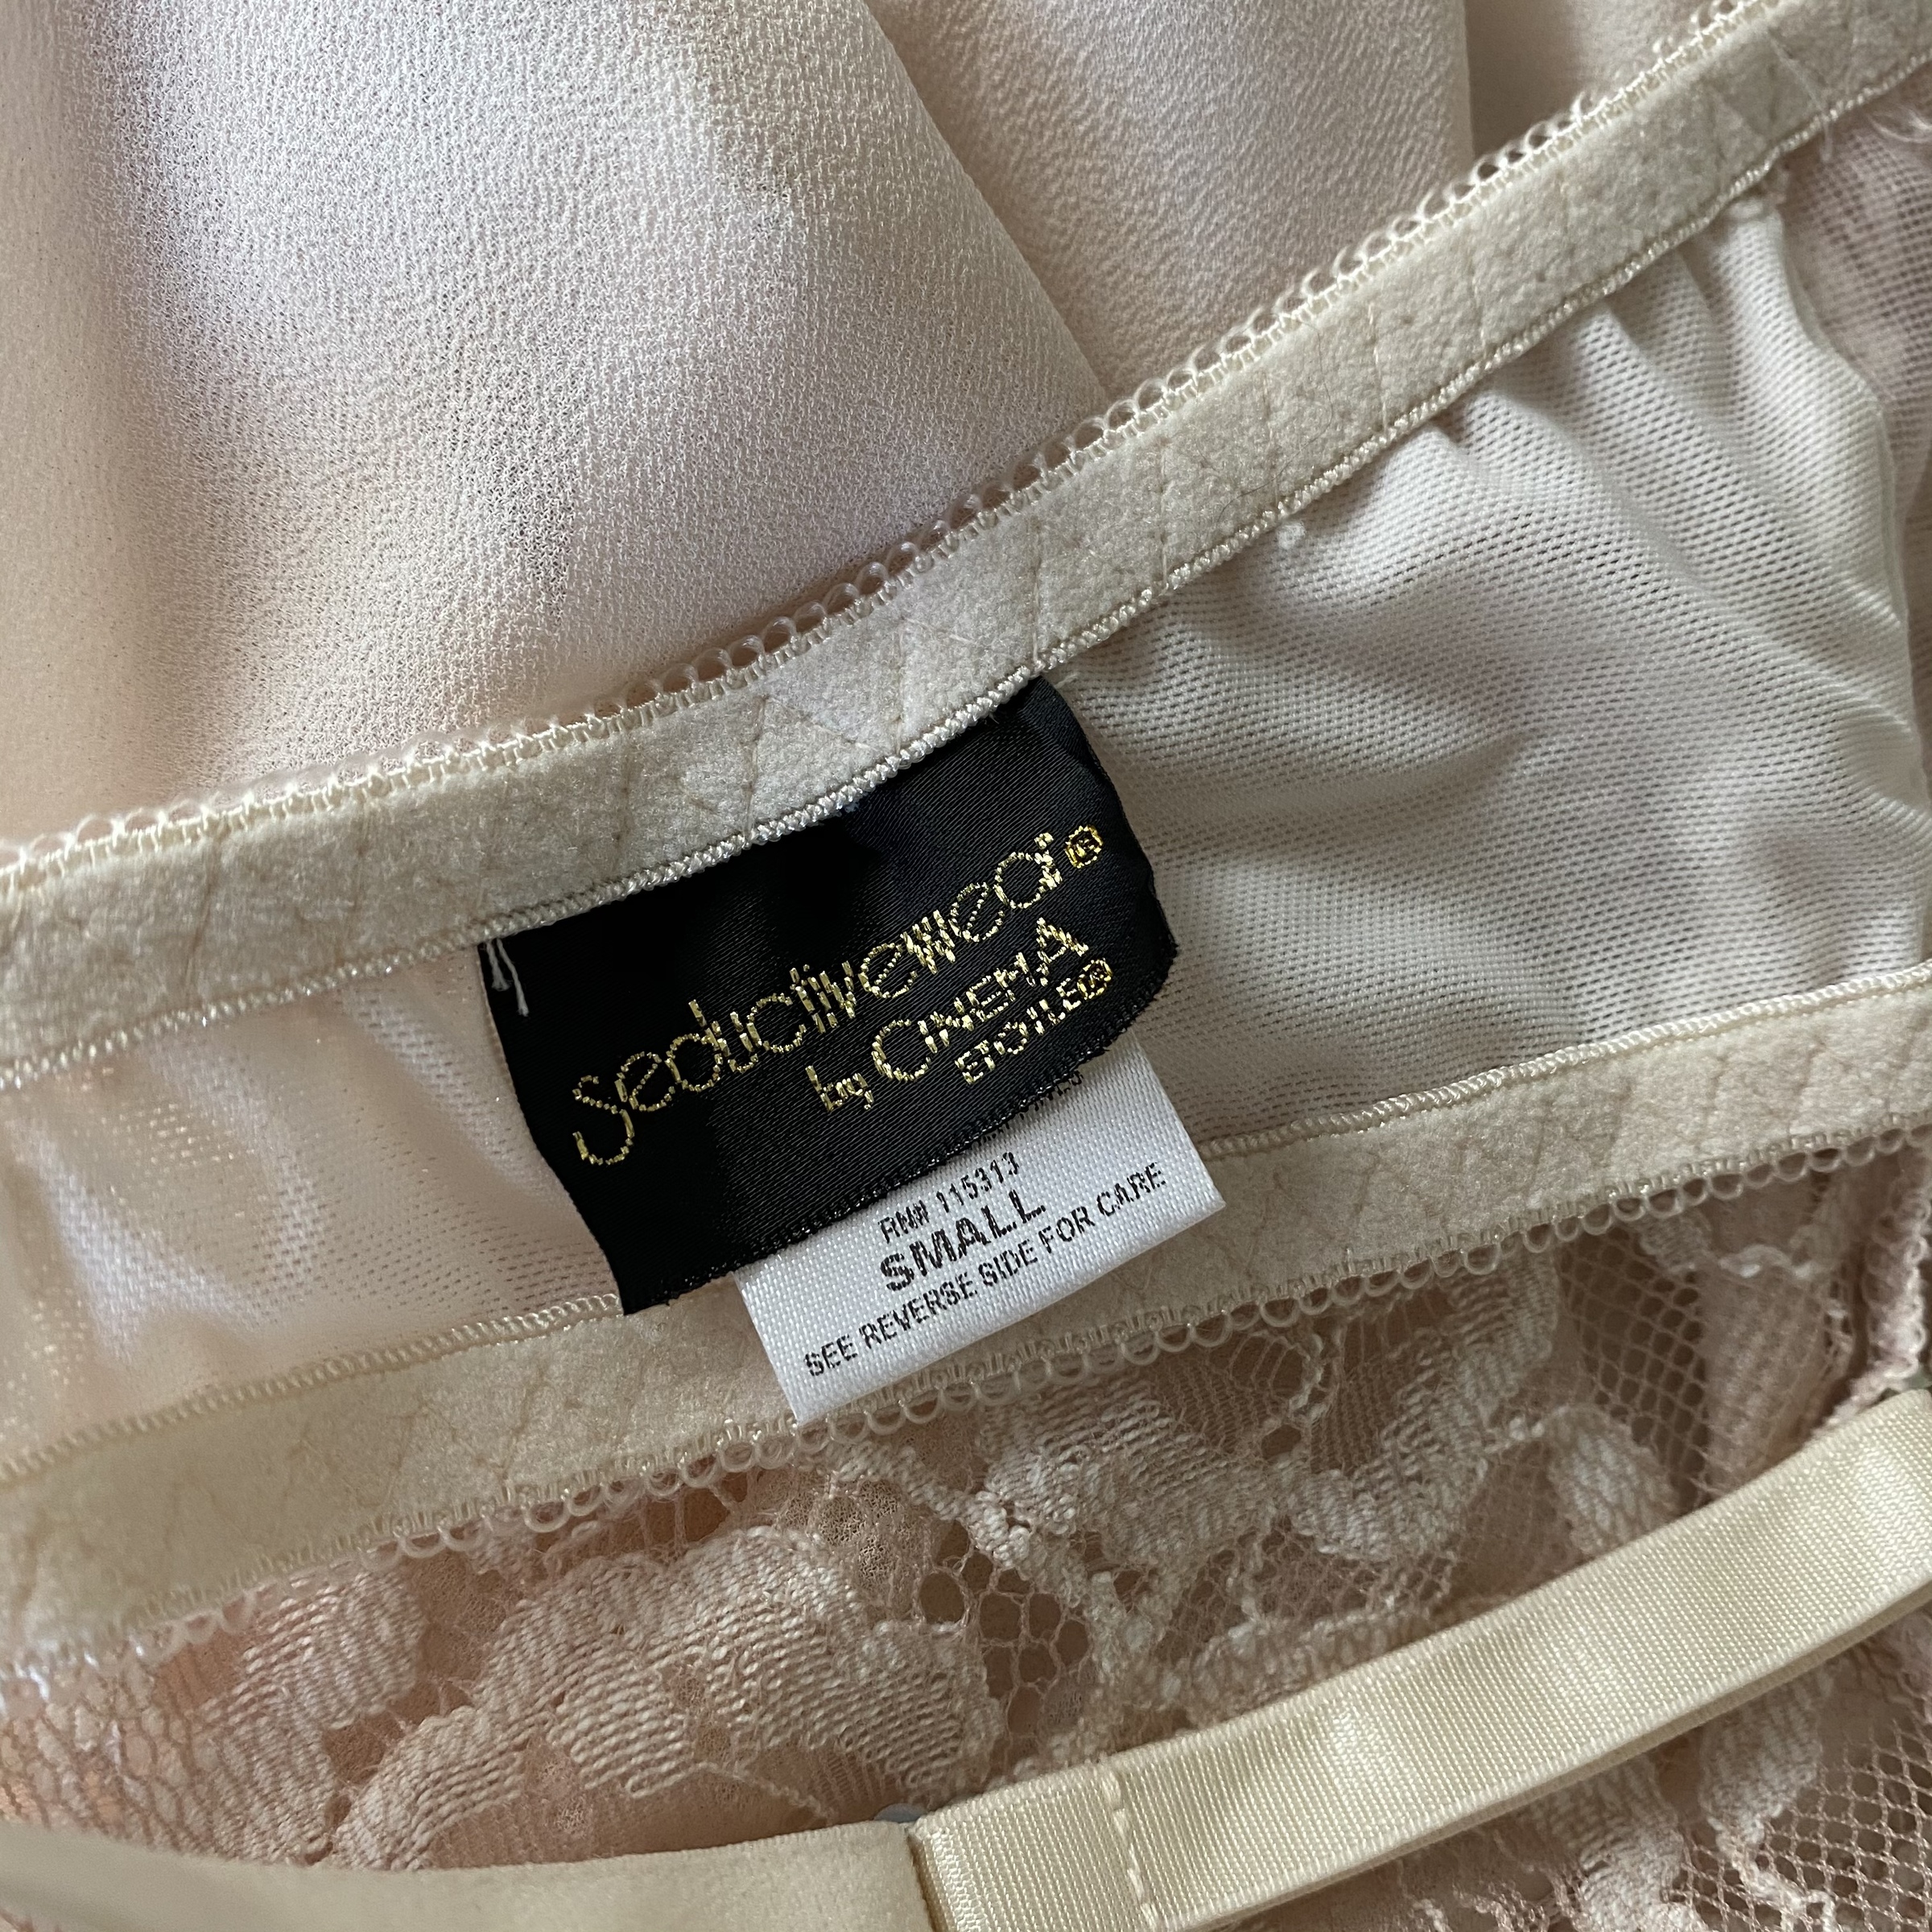 Seductivewear®
by CINEMA
ETOILE®
RN# 115313
SMALL
SEE REVERSE SIDE FOR CARE